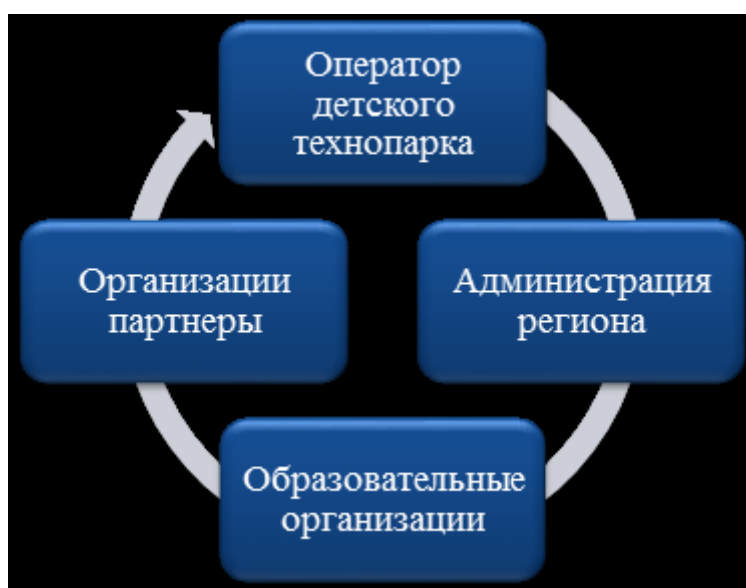 Оператор
детского
технопарка
Организации
партнеры
Администрация
региона
Образовательные
организации